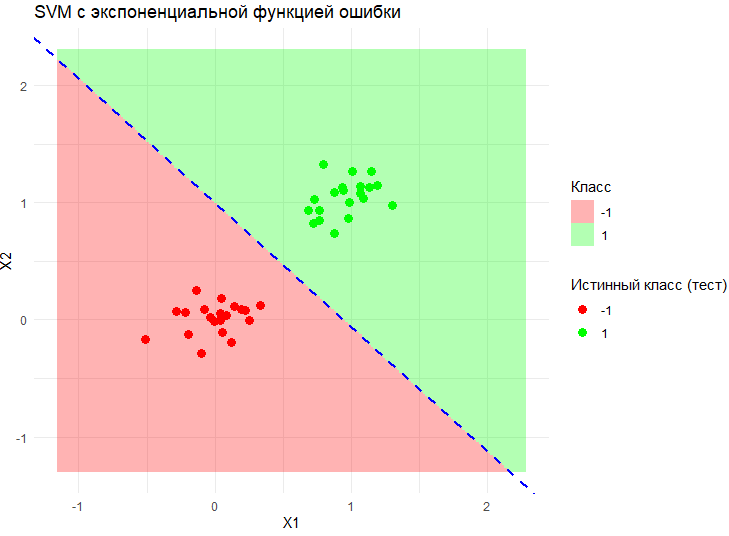 SVM с экспоненциальной функцией ошибки
2
1
0
-1
X2
-1
0
1
2
X1
Класс
-1
1
Истинный класс (тест)
-1
1